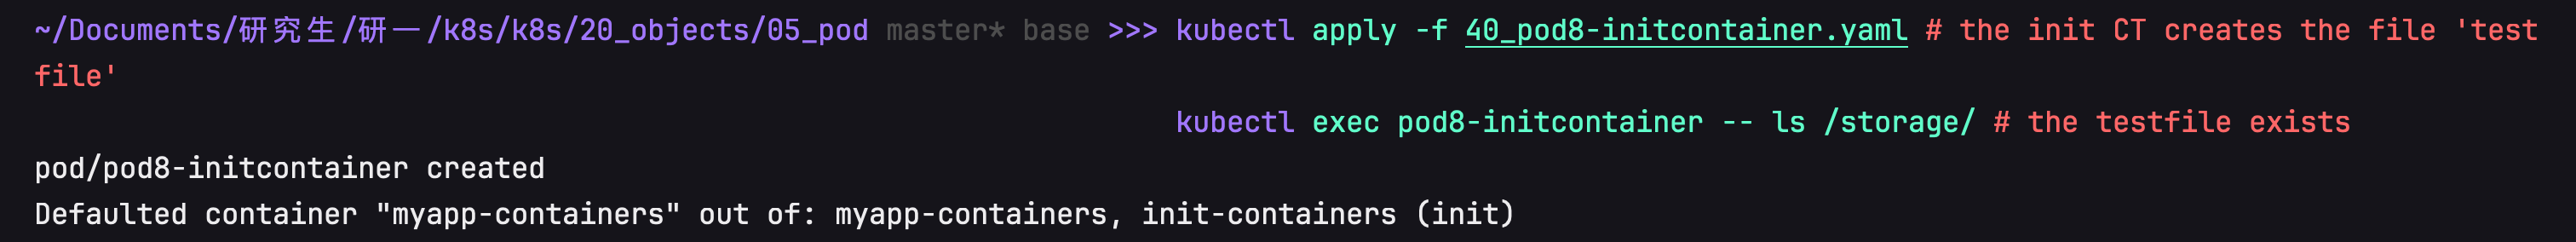 ~/Documents/研究生/研一/k8s/k8s/20_objects/05_pod master* base >>> kubectl apply -f 40_pod8-initcontainer.yaml # the init CT creates the file 'test
file'
kubectl exec pod8-initcontainer -- ls /storage/ # the testfile exists
pod/pod8-initcontainer created
Defaulted container "myapp-containers" out of: myapp-containers, init-containers (init)